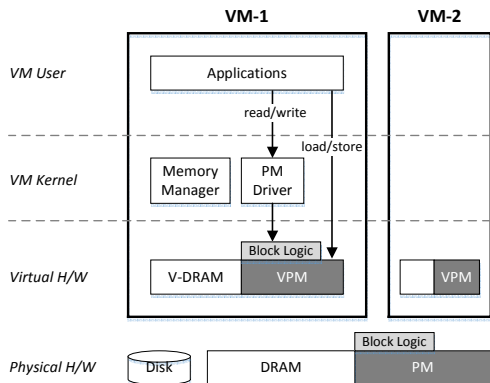 VM-1 VM-2
VM User
Applications
read/write
load/store
VM Kernel
Memory
Manager
PM
Driver
Block Logic
Virtual H/W
V-DRAM
VPM
VPM
Block Logic
Physical H/W
Disk
DRAM
PM